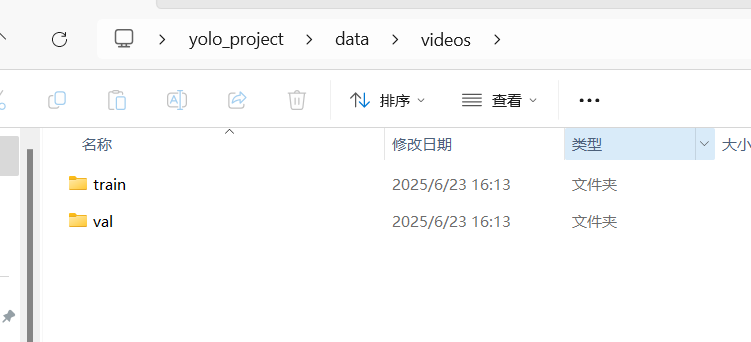 yolo_project data videos
排序 查看
名称 修改日期 类型 大小
train 2025/6/23 16:13 文件夹
val 2025/6/23 16:13 文件夹